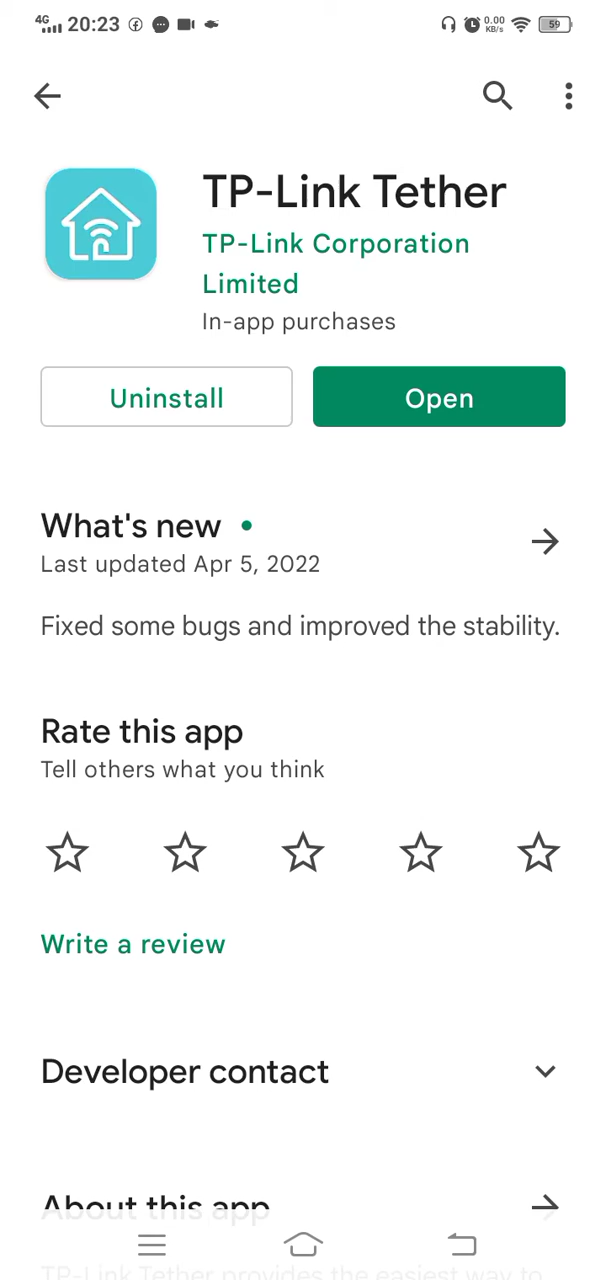 4G 20:23 0.00 KB/s 59
TP-Link Tether
TP-Link Corporation
Limited
In-app purchases
Uninstall Open
What's new
Last updated Apr 5, 2022
Fixed some bugs and improved the stability.
Rate this app
Tell others what you think
Write a review
Developer contact
About this app
TP-Link Tether provides the easiest way to